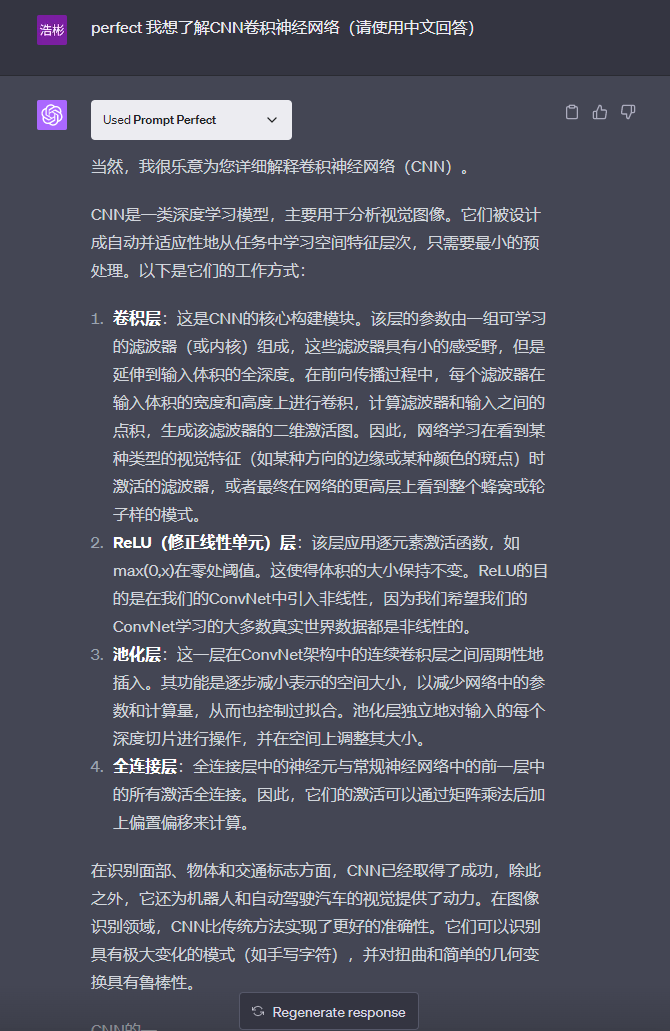 浩彬
perfect 我想了解CNN卷积神经网络（请使用中文回答）
Used Prompt Perfect
当然，我很乐意为您详细解释卷积神经网络（CNN）。
CNN是一类深度学习模型，主要用于分析视觉图像。它们被设计
成自动并适应性地从任务中学习空间特征层次，只需要最小的预
处理。以下是它们的工作方式：
1. 卷积层：这是CNN的核心构建模块。该层的参数由一组可学习
的滤波器（或内核）组成，这些滤波器具有小的感受野，但是
延伸到输入体积的全深度。在前向传播过程中，每个滤波器在
输入体积的宽度和高度上进行卷积，计算滤波器和输入之间的
点积，生成该滤波器的二维激活图。因此，网络学习在看到某
种类型的视觉特征（如某种方向的边缘或某种颜色的斑点）时
激活的滤波器，或者最终在网络的更高层上看到整个蜂窝或轮
子样的模式。
2. ReLU（修正线性单元）层：该层应用逐元素激活函数，如
max(0,x)在零处阈值。这使得体积的大小保持不变。ReLU的目
的是在我们的ConvNet中引入非线性，因为我们希望我们的
ConvNet学习的大多数真实世界数据都是非线性的。
3. 池化层：这一层在ConvNet架构中的连续卷积层之间周期性地
插入。其功能是逐步减小表示的空间大小，以减少网络中的参
数和计算量，从而也控制过拟合。池化层独立地对输入的每个
深度切片进行操作，并在空间上调整其大小。
4. 全连接层：全连接层中的神经元与常规神经网络中的前一层中
的所有激活全连接。因此，它们的激活可以通过矩阵乘法后加
上偏置偏移来计算。
在识别面部、物体和交通标志方面，CNN已经取得了成功，除此
之外，它还为机器人和自动驾驶汽车的视觉提供了动力。在图像
识别领域，CNN比传统方法实现了更好的准确性。它们可以识别
具有极大变化的模式（如手写字符），并对扭曲和简单的几何变
换具有鲁棒性。
Regenerate response
CNN的一